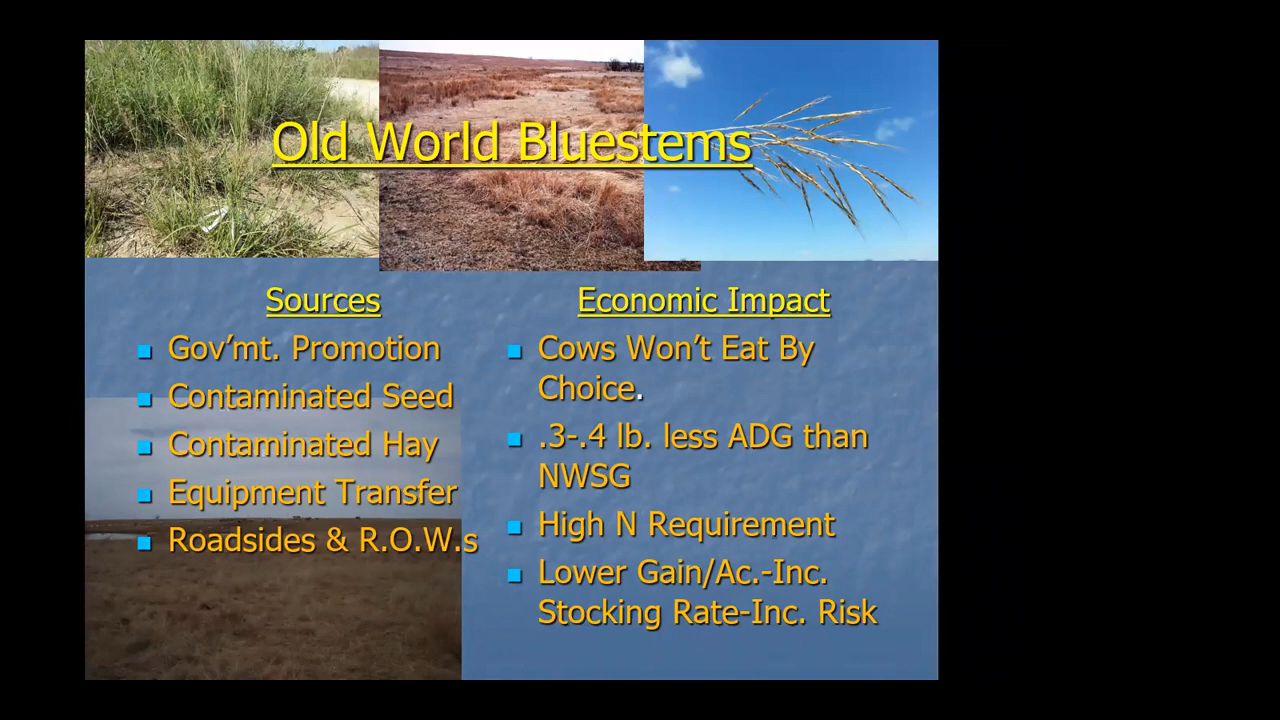 Old World Bluestems
Sources
Gov’mt. Promotion
Contaminated Seed
Contaminated Hay
Equipment Transfer
Roadsides & R.O.W.s
Economic Impact
Cows Won’t Eat By
Choice.
.3-.4 lb. less ADG than
NWSG
High N Requirement
Lower Gain/Ac.-Inc.
Stocking Rate-Inc. Risk